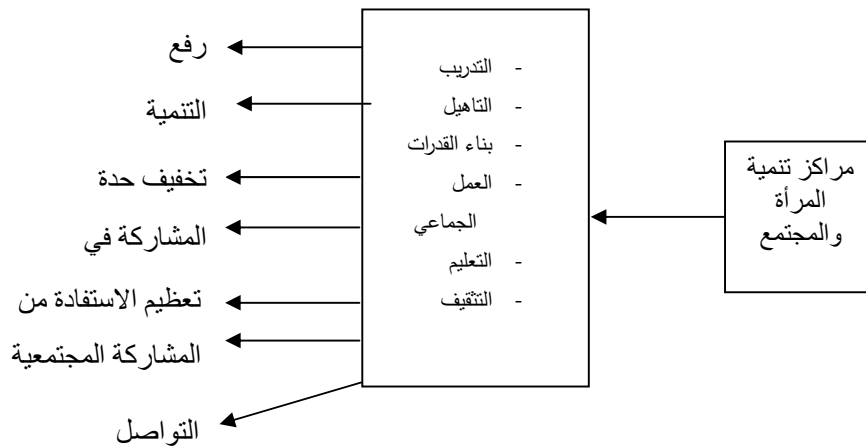 مراكز تنمية
المرأة
والمجتمع
- التدريب
- التاهيل
- بناء القدرات
- العمل
الجماعي
- التعليم
- التثقيف
رفع
التنمية
تخفيف حدة
المشاركة في
تعظيم الاستفادة من
المشاركة المجتمعية
التواصل